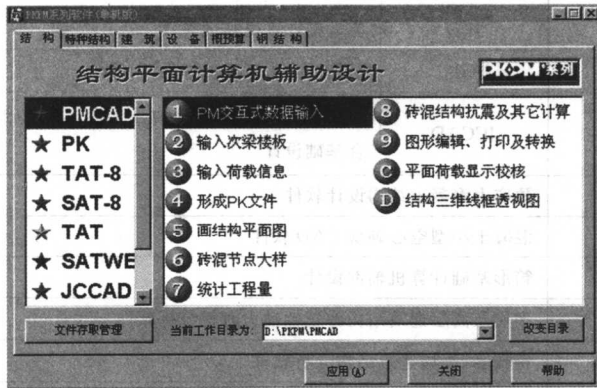 PKPM系列软件
结 构 特种结构 建 筑 设 备 概预算 钢 结 构
结构平面计算机辅助设计
PKPM 系列
PMCAD
PK
TAT-8
SAT-8
TAT
SATWE
JCCAD
1 PM交互式数据输入
2 输入次梁楼板
3 输入荷载信息
4 形成PK文件
5 画结构平面图
6 砖混节点大样
7 统计工程量
8 砖混结构抗震及其它计算
9 图形编辑、打印及转换
C 平面荷载显示校核
D 结构三维线框透视图
文件存取管理 当前工作目录为: D:\PKPM\PMCAD 改变目录
应用(A) 关闭 帮助